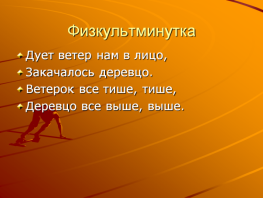 Физкультминутка
Дует ветер нам в лицо,
Закачалось деревцо.
Ветерок все тише, тише,
Деревцо все выше, выше.